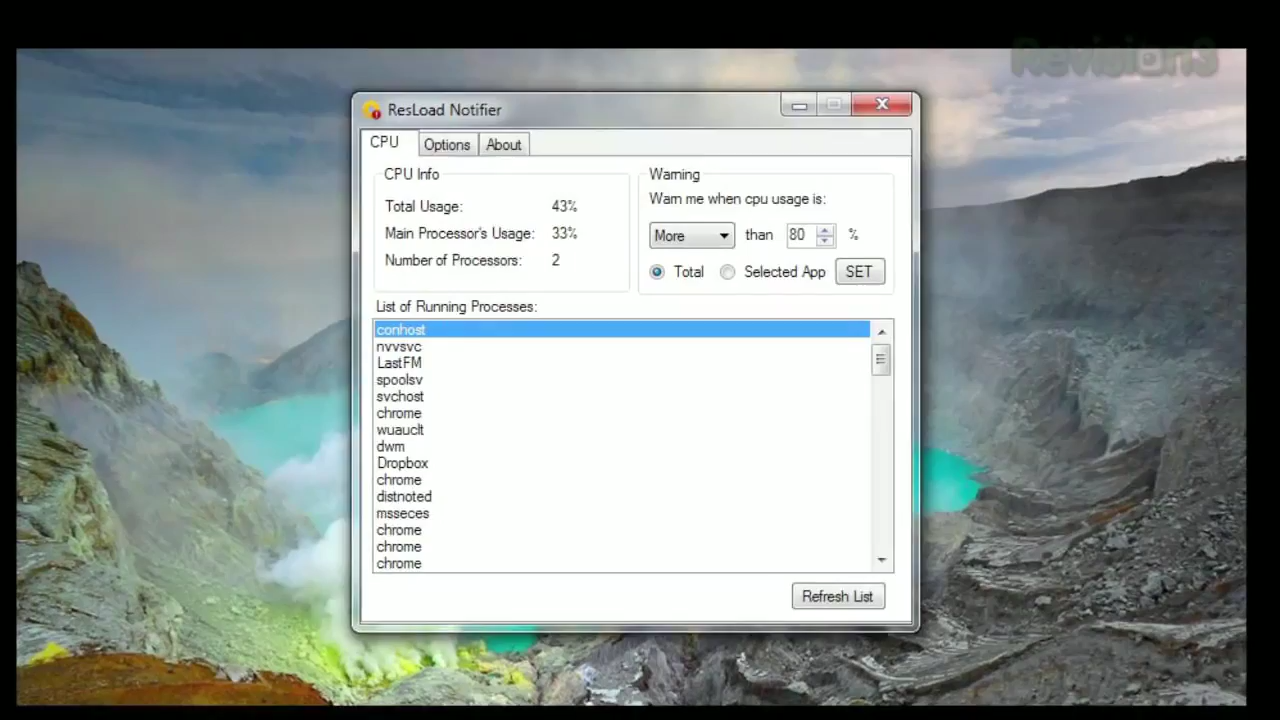 Revision3
ResLoad Notifier
CPU Options About
CPU Info
Total Usage: 43%
Main Processor's Usage: 33%
Number of Processors: 2
Warning
Warn me when cpu usage is:
More than 80 %
Total Selected App SET
List of Running Processes:
conhost
nvvsvc
LastFM
spoolsv
svchost
chrome
wuauclt
dwm
Dropbox
chrome
distnoted
msseces
chrome
chrome
chrome
Refresh List